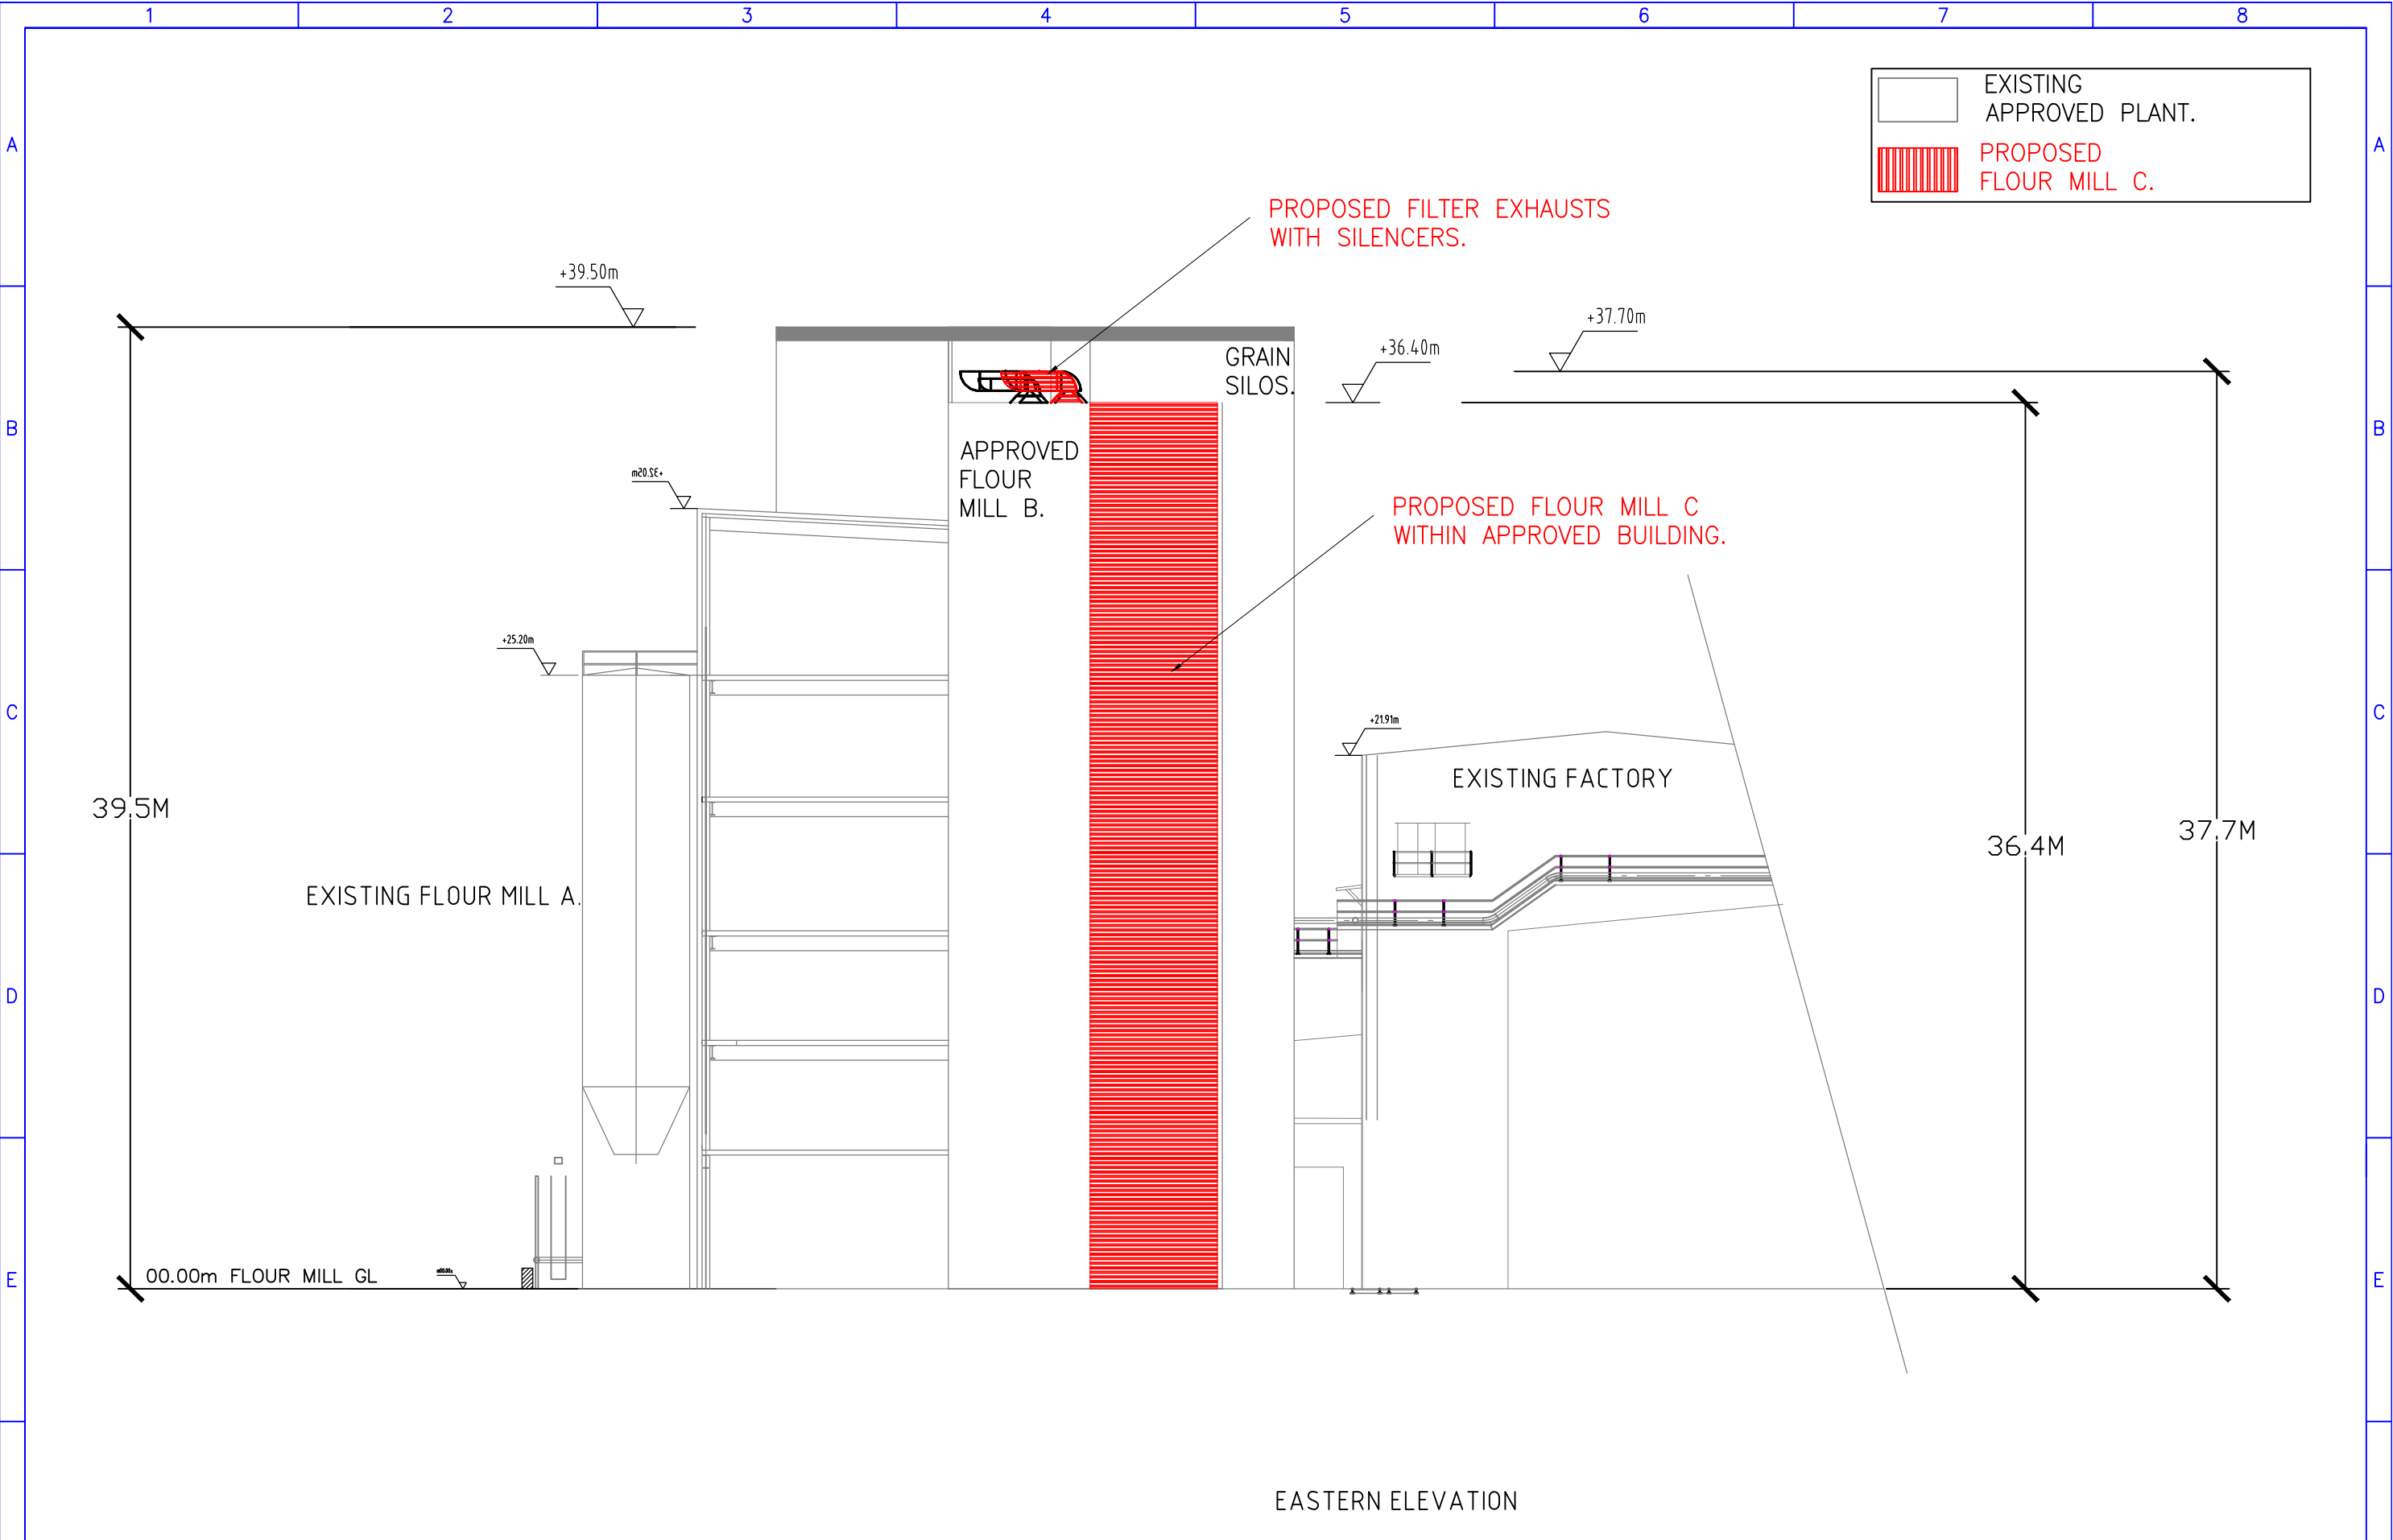 1 2 3 4 5 6 7 8
A A
EXISTING
APPROVED PLANT.
PROPOSED
FLOUR MILL C.
PROPOSED FILTER EXHAUSTS
WITH SILENCERS.
+39.50m
+37.70m
+36.40m
GRAIN
SILOS.
B B
APPROVED
FLOUR
MILL B.
+32.05m
PROPOSED FLOUR MILL C
WITHIN APPROVED BUILDING.
+25.20m
C C
+21.91m
EXISTING FACTORY
39.5M
37.7M
36.4M
EXISTING FLOUR MILL A.
D D
00.00m FLOUR MILL GL
E E
EASTERN ELEVATION